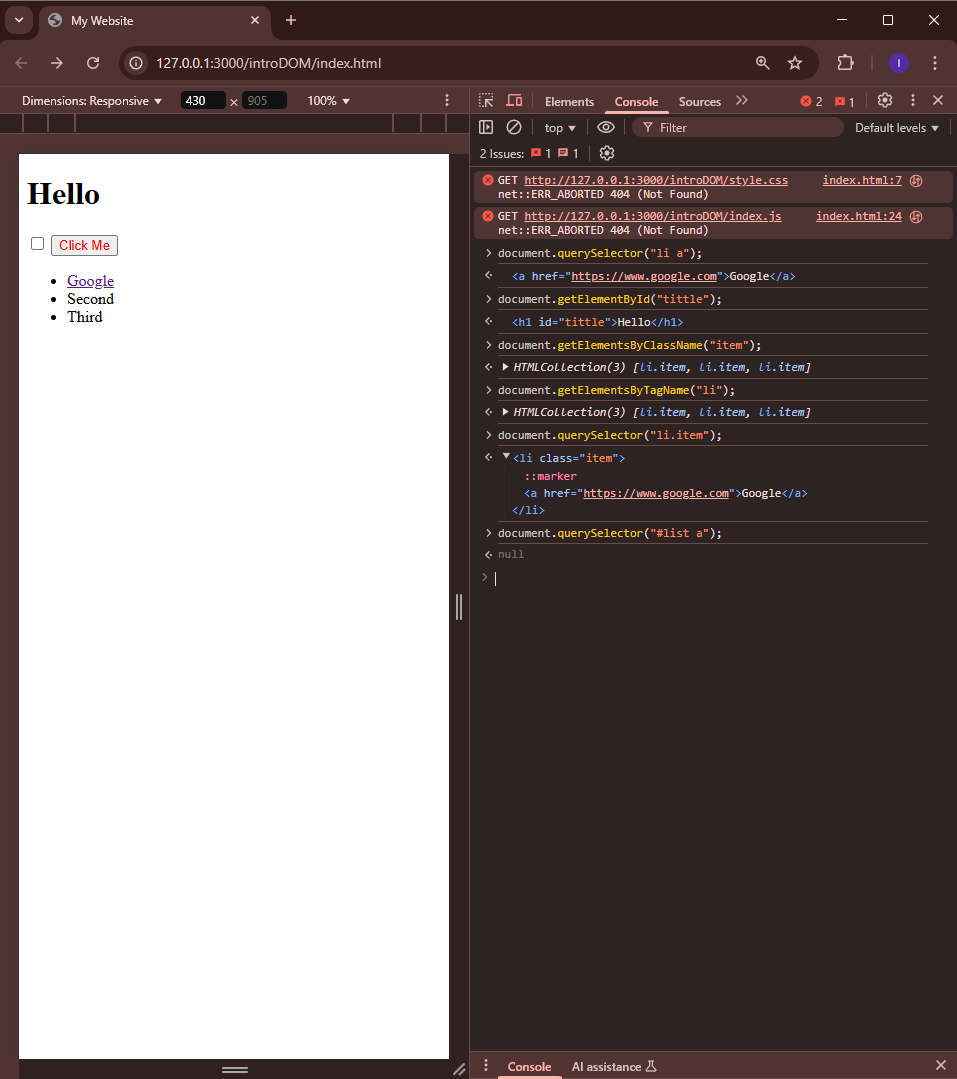 My Website
127.0.0.1:3000/introDOM/index.html
I
Dimensions: Responsive
430 × 905
100%
Elements
Console
Sources
2
1
top
Filter
Default levels
2 Issues: 1 1
GET http://127.0.0.1:3000/introDOM/style.css index.html:7
net::ERR_ABORTED 404 (Not Found)
GET http://127.0.0.1:3000/introDOM/index.js index.html:24
net::ERR_ABORTED 404 (Not Found)
document.querySelector("li a");
<a href="https://www.google.com">Google</a>
document.getElementById("tittle");
<h1 id="tittle">Hello</h1>
document.getElementsByClassName("item");
HTMLCollection(3) [li.item, li.item, li.item]
document.getElementsByTagName("li");
HTMLCollection(3) [li.item, li.item, li.item]
document.querySelector("li.item");
<li class="item">
::marker
<a href="https://www.google.com">Google</a>
</li>
document.querySelector("#list a");
null
Hello
Click Me
Google
Second
Third
Console
AI assistance